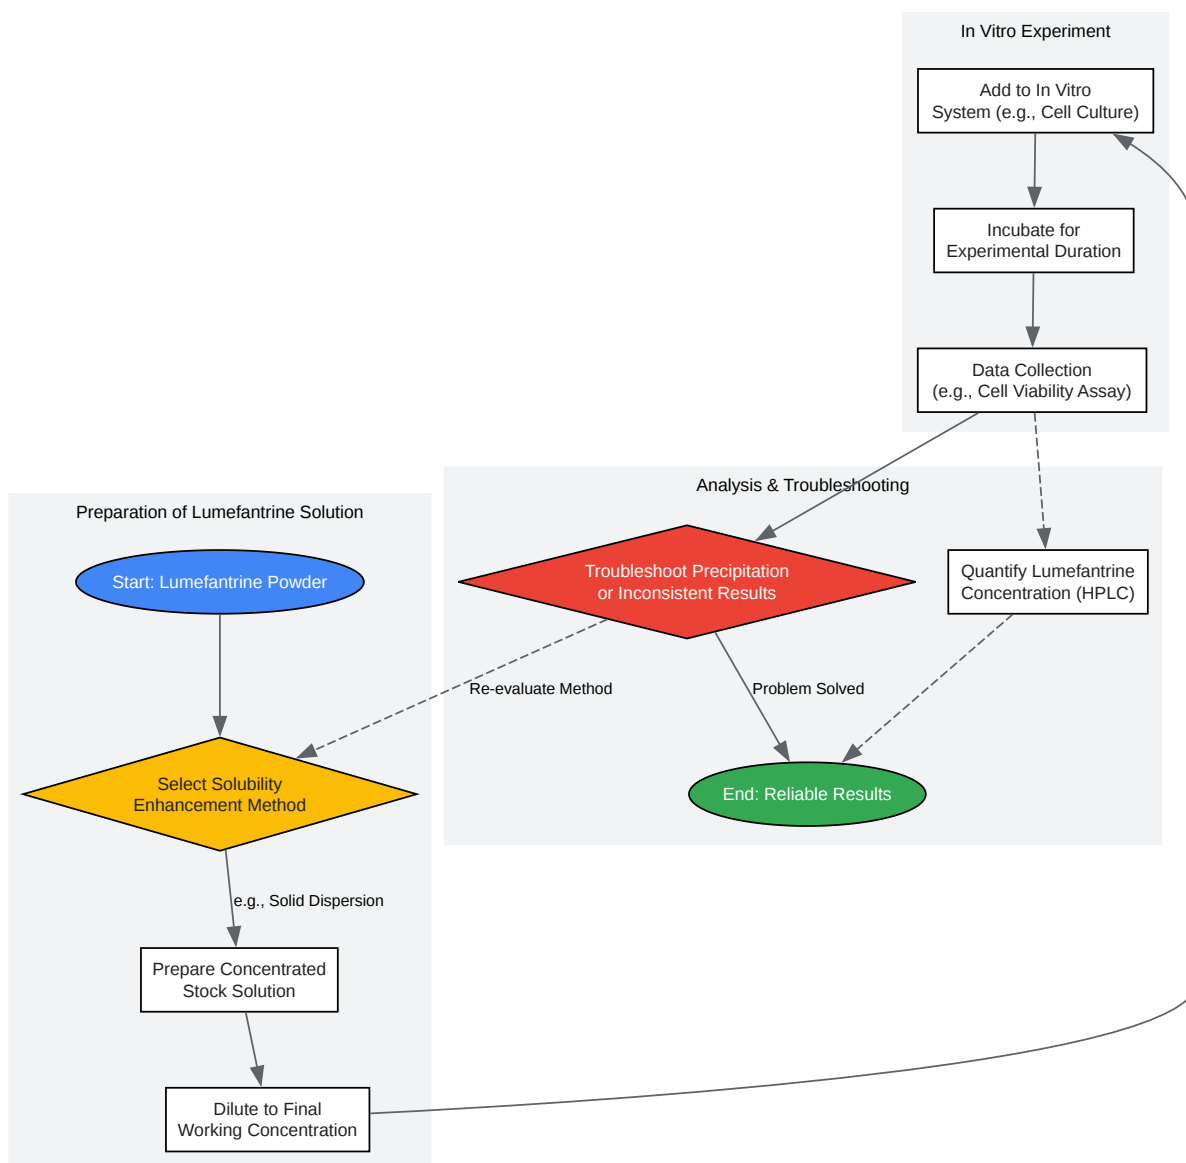 In Vitro Experiment
Add to In Vitro
System (e.g., Cell Culture)
Incubate for
Experimental Duration
Data Collection
(e.g., Cell Viability Assay)
Analysis & Troubleshooting
Troubleshoot Precipitation
or Inconsistent Results
Quantify Lumefantrine
Concentration (HPLC)
Re-evaluate Method
Problem Solved
End: Reliable Results
Preparation of Lumefantrine Solution
Start: Lumefantrine Powder
Select Solubility
Enhancement Method
e.g., Solid Dispersion
Prepare Concentrated
Stock Solution
Dilute to Final
Working Concentration